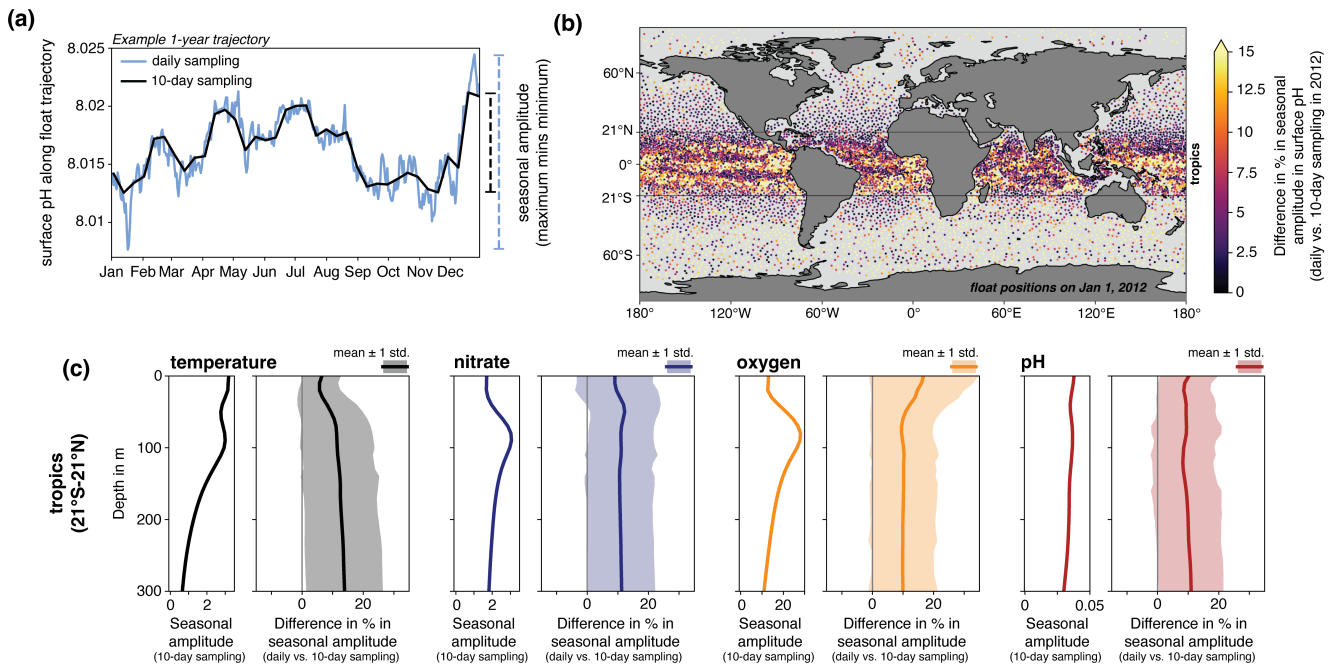 (a)
Example 1-year trajectory
daily sampling
10-day sampling
surface pH along float trajectory
8.025
8.02
8.015
8.01
Jan Feb Mar Apr May Jun Jul Aug Sep Oct Nov Dec
seasonal amplitude
(maximum mins minimum)
(b)
60°N
21°N
0°
21°S
60°S
180°W 120°W 60°W 0° 60°E 120°E 180°
float positions on Jan 1, 2012
tropics
15
12.5
10
7.5
5
2.5
0
Difference in % in seasonal
amplitude in surface pH
(daily vs. 10-day sampling in 2012)
(c)
tropics
(21°S-21°N)
Depth in m
0
100
200
300
temperature
mean ± 1 std.
0 2
Seasonal
amplitude
(10-day sampling)
0 20
Difference in % in
seasonal amplitude
(daily vs. 10-day sampling)
nitrate
mean ± 1 std.
0 2
Seasonal
amplitude
(10-day sampling)
0 20
Difference in % in
seasonal amplitude
(daily vs. 10-day sampling)
oxygen
mean ± 1 std.
0 20
Seasonal
amplitude
(10-day sampling)
0 20
Difference in % in
seasonal amplitude
(daily vs. 10-day sampling)
pH
mean ± 1 std.
0 0.05
Seasonal
amplitude
(10-day sampling)
0 20
Difference in % in
seasonal amplitude
(daily vs. 10-day sampling)